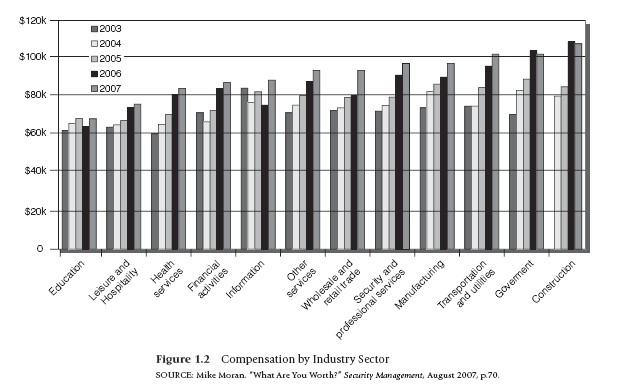 $120k
$100k
$80k
$60k
$40k
$20k
0
2003
2004
2005
2006
2007
Education
Leisure and
Hospitality
Health
services
Financial
activities
Information
Other
services
Wholesale and
retail trade
Security and
professional services
Manufacturing
Transportation
and utilities
Goverment
Construction
Figure 1.2 Compensation by Industry Sector
SOURCE: Mike Moran. "What Are You Worth?" Security Management, August 2007, p.70.